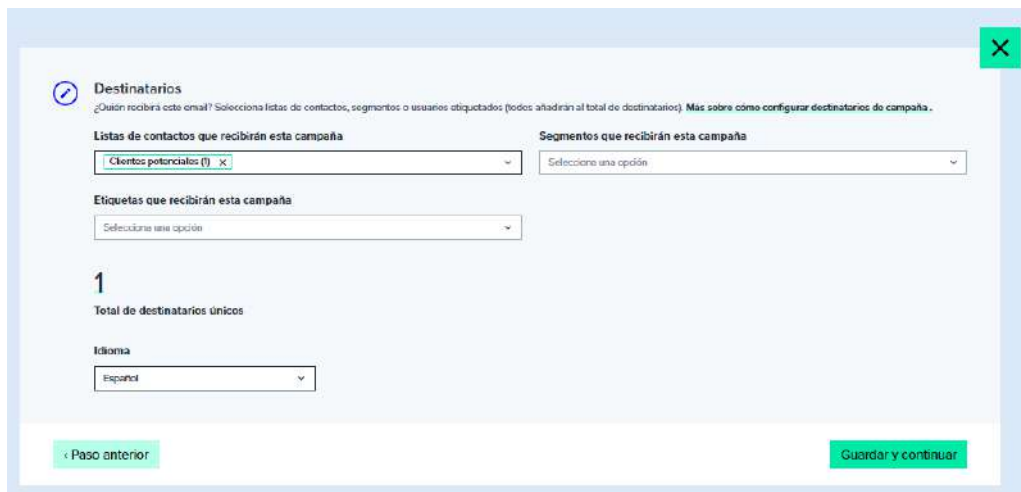 Destinatarios
¿Quién recibirá este email? Selecciona listas de contactos, segmentos o usuarios etiquetados (todos añadirán al total de destinatarios). Más sobre cómo configurar destinatarios de campaña.
Listas de contactos que recibirán esta campaña
Segmentos que recibirán esta campaña
Clientes potenciales (1) ×
Seleccione una opción
Etiquetas que recibirán esta campaña
Seleccione una opción
1
Total de destinatarios únicos
Idioma
Español
‹ Paso anterior
Guardar y continuar